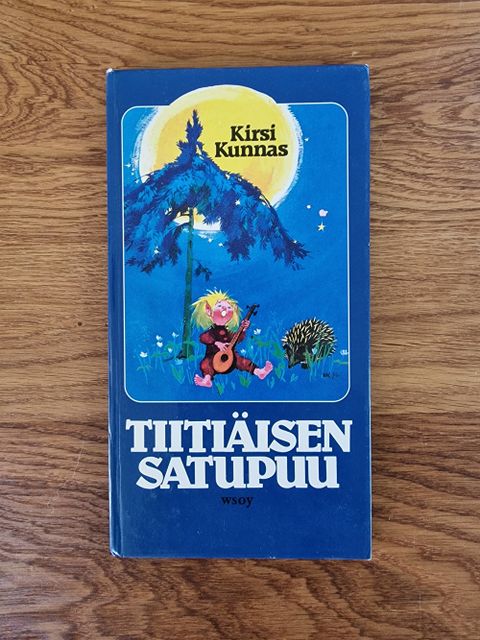 Kirsi
Kunnas
TIITIÄISEN
SATUPUU
wsoy